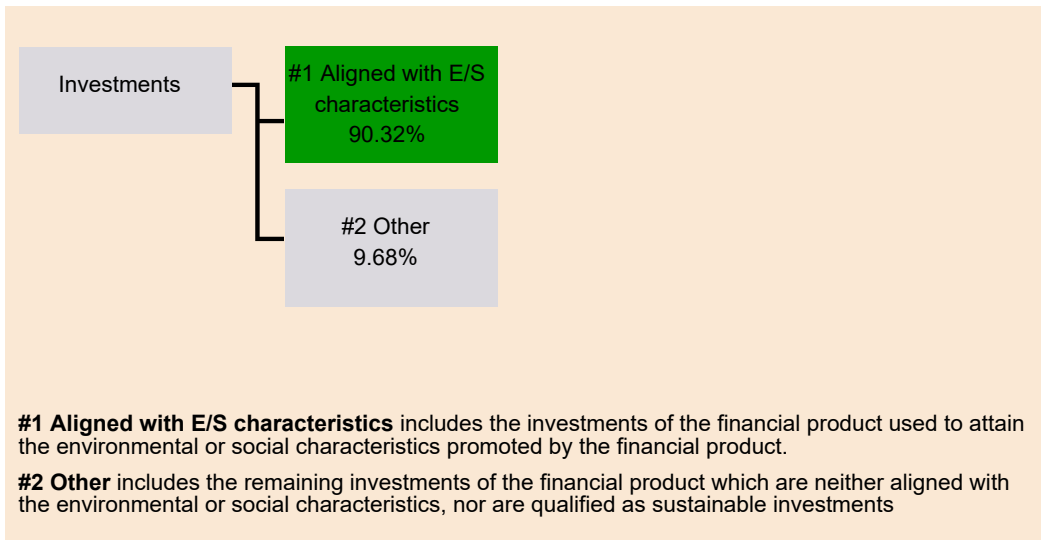 Investments
#1 Aligned with E/S
characteristics
90.32%
#2 Other
9.68%
#1 Aligned with E/S characteristics includes the investments of the financial product used to attain
the environmental or social characteristics promoted by the financial product.
#2 Other includes the remaining investments of the financial product which are neither aligned with
the environmental or social characteristics, nor are qualified as sustainable investments